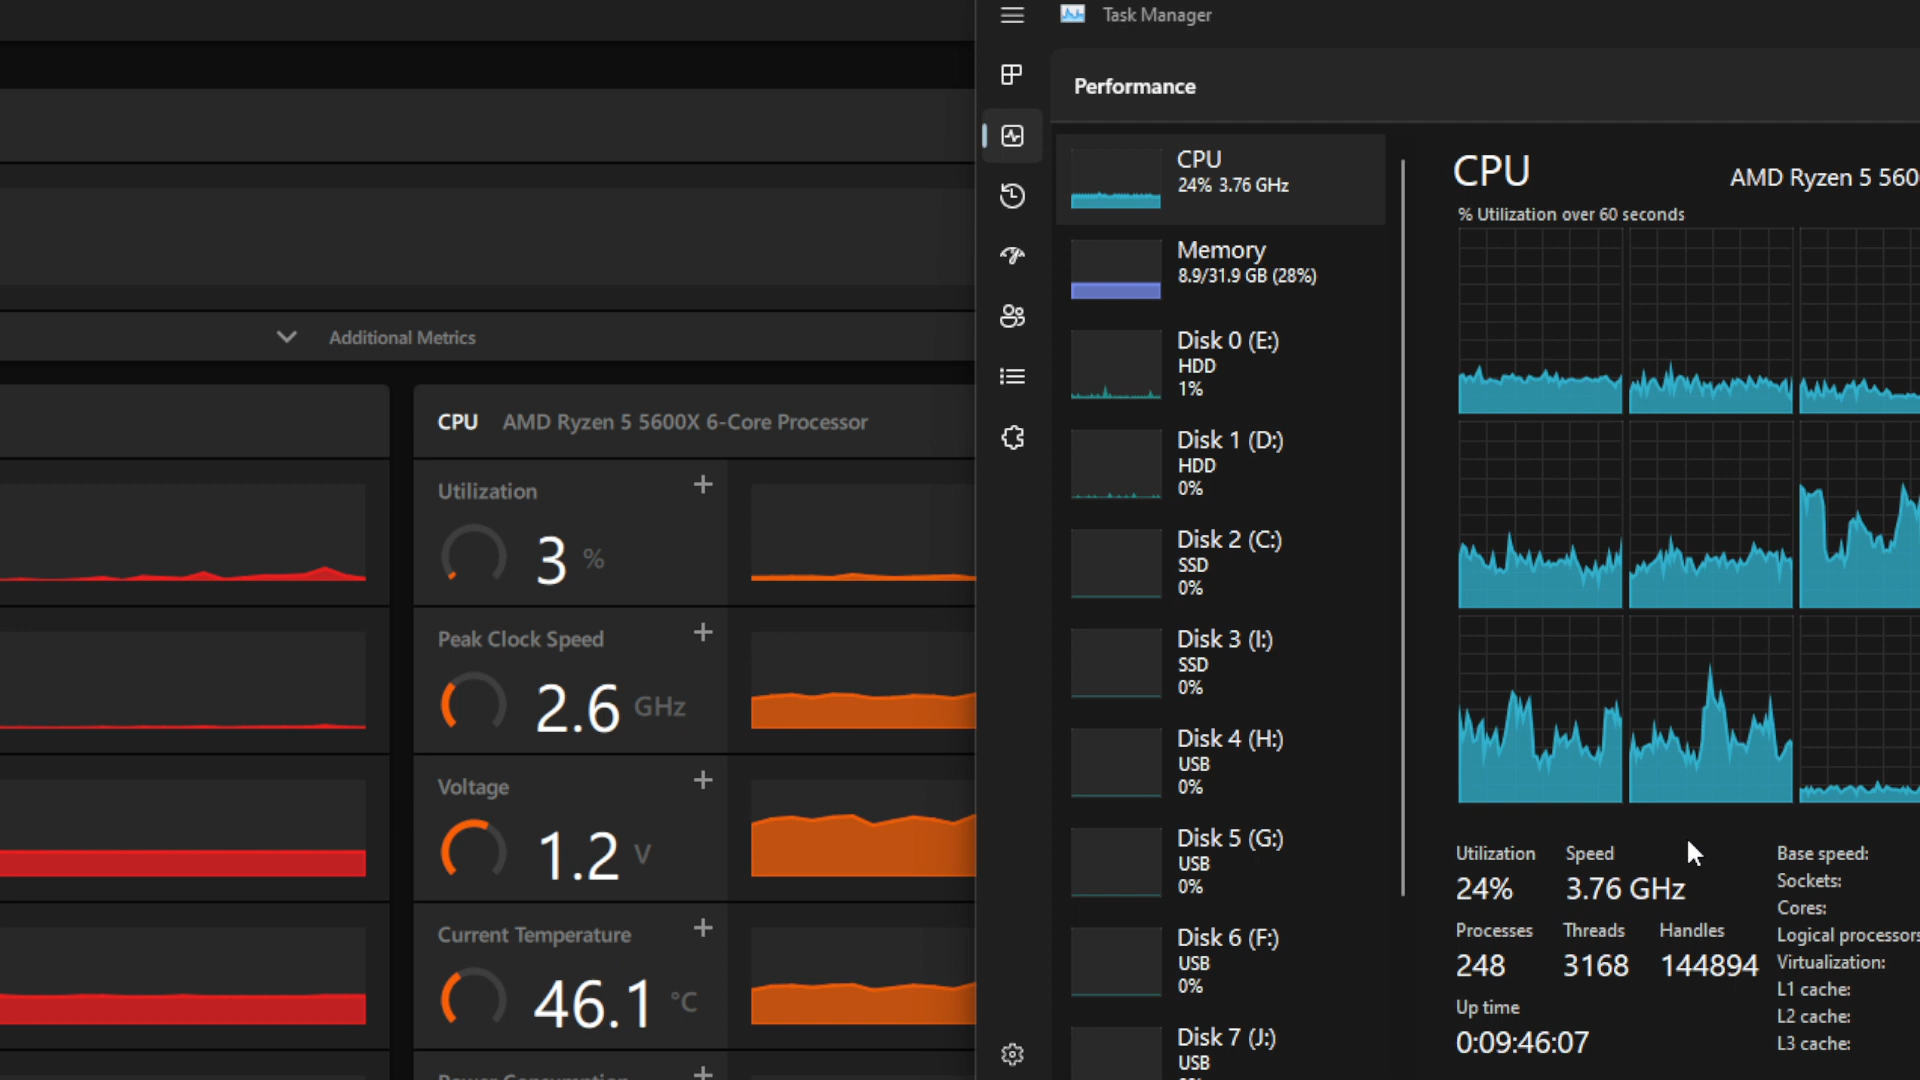 Additional Metrics
CPU AMD Ryzen 5 5600X 6-Core Processor
Utilization +
3 %
Peak Clock Speed +
2.6 GHz
Voltage +
1.2 V
Current Temperature +
46.1 °C
Power Consumption +
Task Manager
Performance
CPU
24% 3.76 GHz
Memory
8.9/31.9 GB (28%)
Disk 0 (E:)
HDD
1%
Disk 1 (D:)
HDD
0%
Disk 2 (C:)
SSD
0%
Disk 3 (I:)
SSD
0%
Disk 4 (H:)
USB
0%
Disk 5 (G:)
USB
0%
Disk 6 (F:)
USB
0%
Disk 7 (J:)
USB
CPU AMD Ryzen 5 560
% Utilization over 60 seconds
Utilization Speed
24% 3.76 GHz
Processes Threads Handles
248 3168 144894
Up time
0:09:46:07
Base speed:
Sockets:
Cores:
Logical processors
Virtualization:
L1 cache:
L2 cache:
L3 cache: